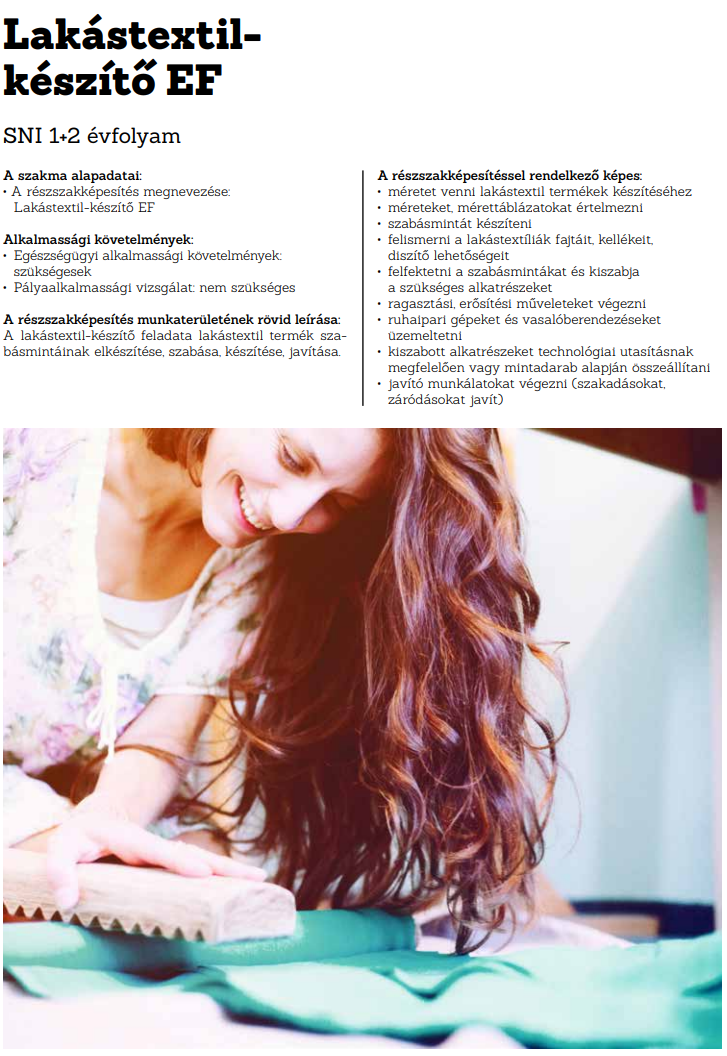 Lakástextil-
készítő EF
SNI 1+2 évfolyam
A szakma alapadatai:
• A részszakképesítés megnevezése:
Lakástextil-készítő EF
Alkalmassági követelmények:
• Egészségügyi alkalmassági követelmények:
szükségesek
• Pályaalkalmassági vizsgálat: nem szükséges
A részszakképesítés munkaterületének rövid leírása:
A lakástextil-készítő feladata lakástextil termék sza-
básmintáinak elkészítése, szabása, készítése, javítása.
A részszakképesítéssel rendelkező képes:
• méretet venni lakástextil termékek készítéséhez
• méreteket, mérettáblázatokat értelmezni
• szabásmintát készíteni
• felismerni a lakástextíliák fajtáit, kellékeit,
díszítő lehetőségeit
• felfektetni a szabásmintákat és kiszabja
a szükséges alkatrészeket
• ragasztási, erősítési műveleteket végezni
• ruhaipari gépeket és vasalóberendezéseket
üzemeltetni
• kiszabott alkatrészeket technológiai utasításnak
megfelelően vagy mintadarab alapján összeállítani
• javító munkálatokat végezni (szakadásokat,
záródásokat javít)